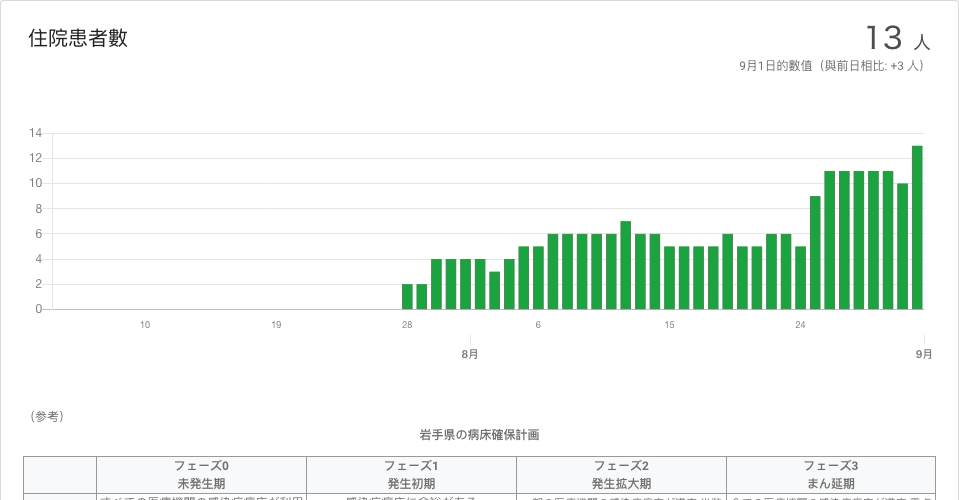 住院患者數
13 人
9月1日的數值（與前日相比: +3 人）
14
12
10
8
6
4
2
0
10 19 28 6 15 24
8月 9月
(参考)
岩手県の病床確保計画
フェーズ0 フェーズ1 フェーズ2 フェーズ3
未発生期 発生初期 発生拡大期 まん延期